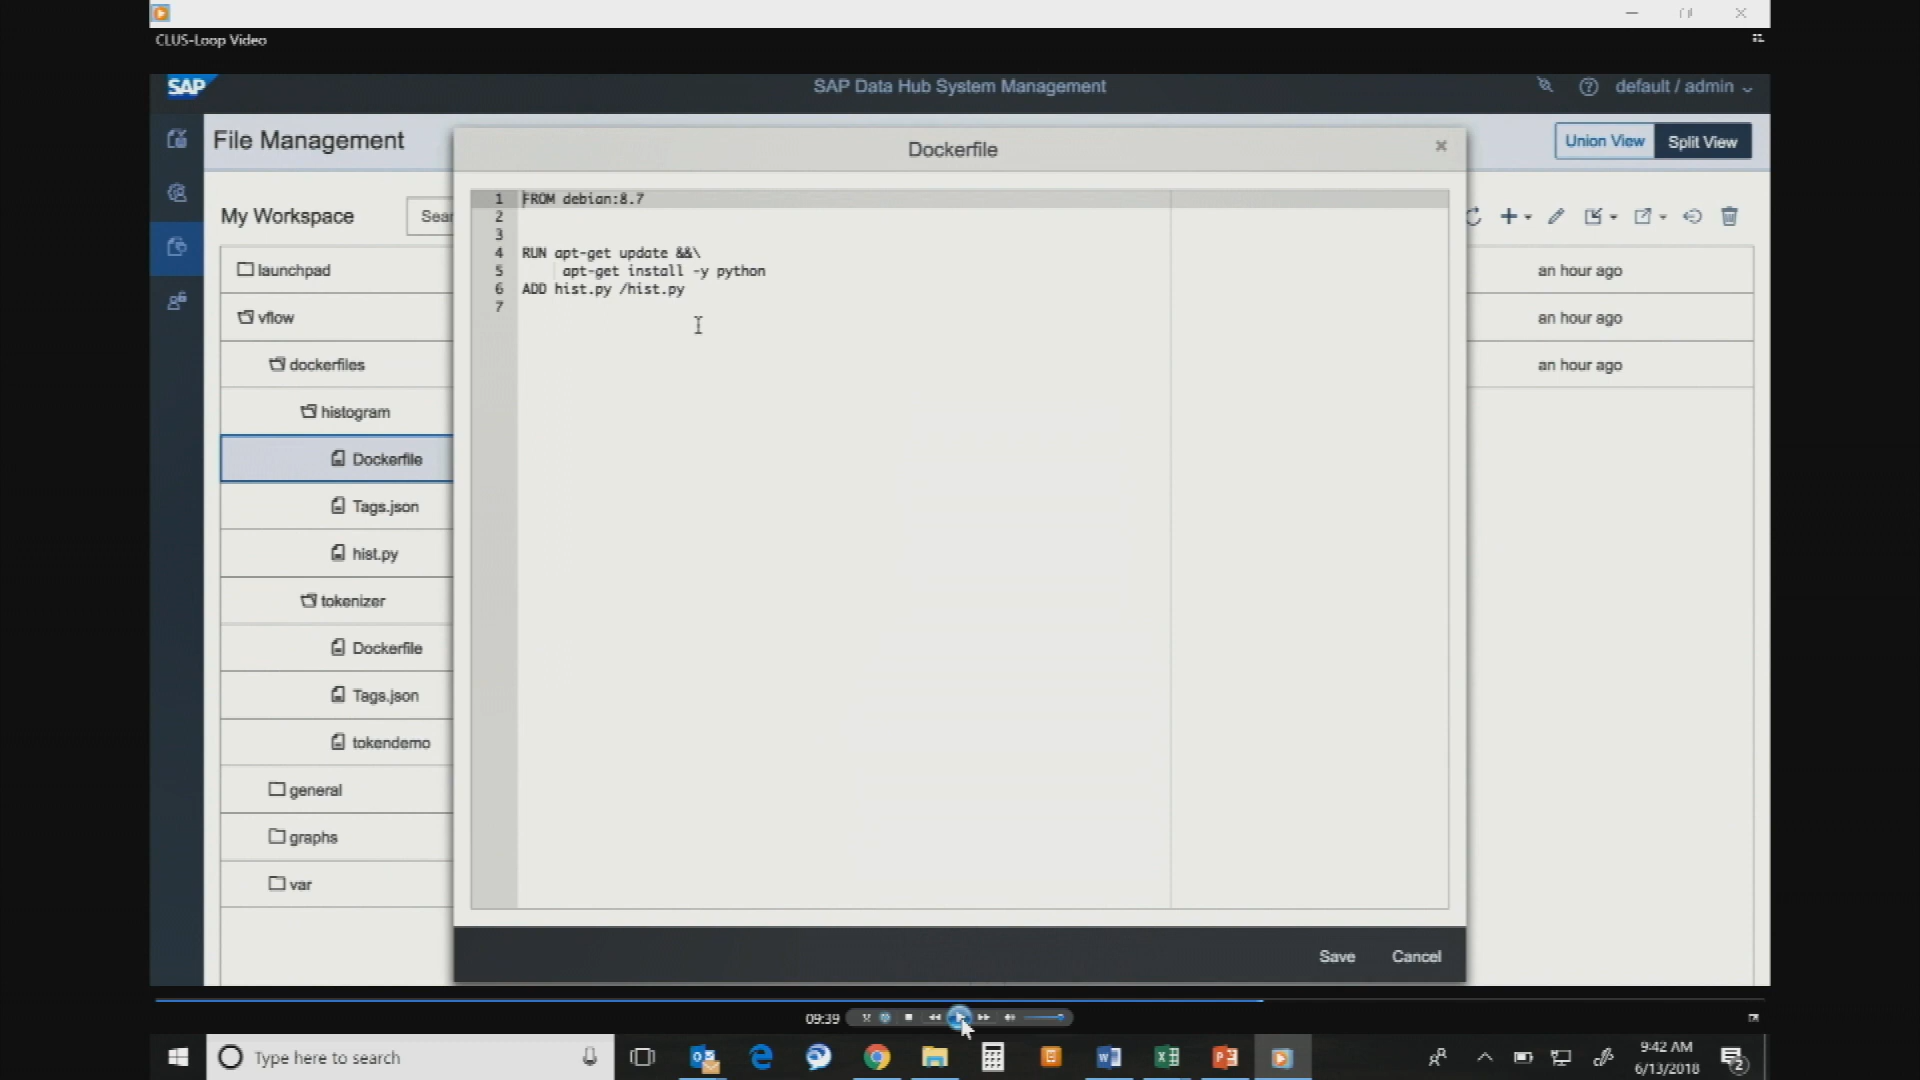 CLUS-Loop Video
SAP
SAP Data Hub System Management
default / admin
File Management
Dockerfile
Union View
Split View
My Workspace
Sear
1 FROM debian:8.7
2
3
4 RUN apt-get update &&\
5 apt-get install -y python
6 ADD hist.py /hist.py
7
launchpad
an hour ago
vflow
an hour ago
dockerfiles
an hour ago
histogram
Dockerfile
Tags.json
hist.py
tokenizer
Dockerfile
Tags.json
tokendemo
general
graphs
var
Save
Cancel
09:39
Type here to search
9:42 AM
6/13/2018
2